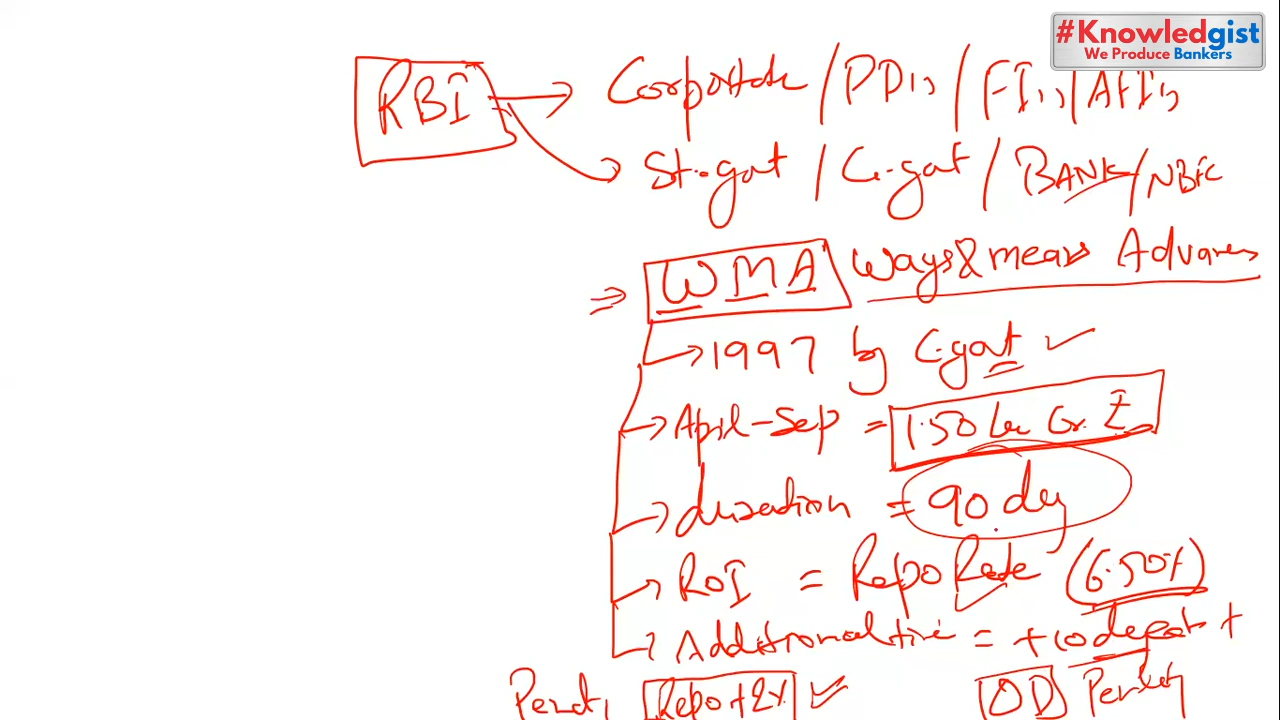 #Knowledgist
We Produce Bankers
RBI → Corporate / PDis / FIis / AFIis
→ St.govt / C.govt / BANK / NBFC
⇒ WMA Ways & means Advances
→ 1997 by C.govt ✓
→ April-Sep = 1.50 Lac Cr. ₹
→ duration = 90 day
→ ROI = Repo Rate (6.50%)
→ Additional time = +10 days +
Penalty Repo+2% ✓ OD Penalty